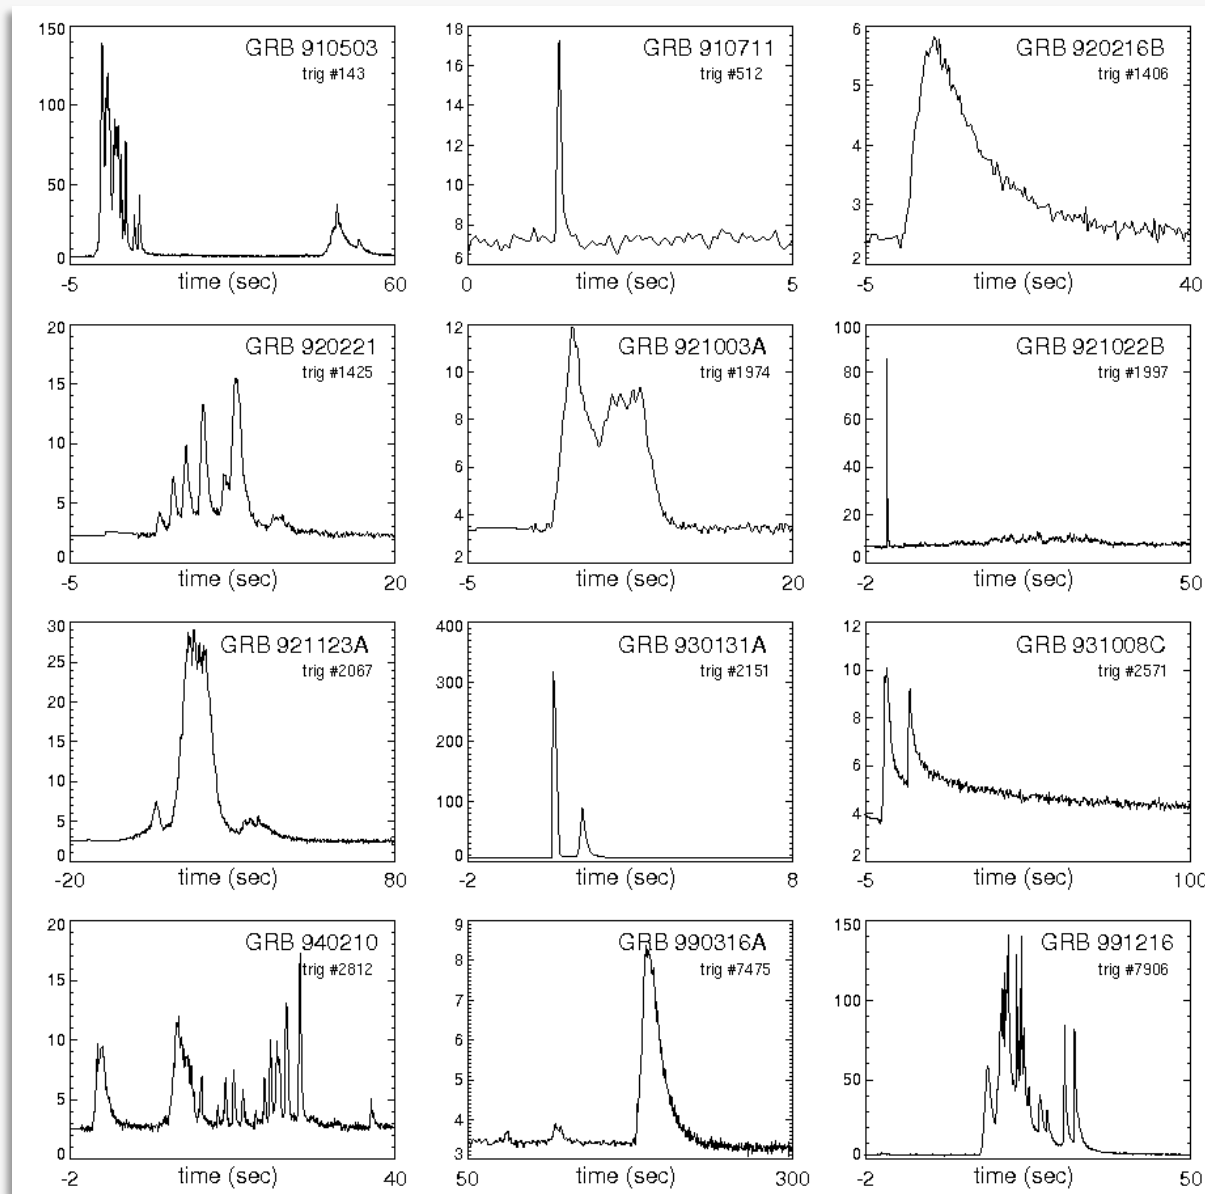 GRB 910503
trig #143
150
100
50
0
-5
time (sec)
60
GRB 910711
trig #512
18
16
14
12
10
8
6
0
time (sec)
5
GRB 920216B
trig #1406
6
5
4
3
2
-5
time (sec)
40
GRB 920221
trig #1425
20
15
10
5
0
-5
time (sec)
20
GRB 921003A
trig #1974
12
10
8
6
4
2
-5
time (sec)
20
GRB 921022B
trig #1997
100
80
60
40
20
0
-2
time (sec)
50
GRB 921123A
trig #2067
30
25
20
15
10
5
0
-20
time (sec)
80
GRB 930131A
trig #2151
400
300
200
100
0
-2
time (sec)
8
GRB 931008C
trig #2571
12
10
8
6
4
2
-5
time (sec)
100
GRB 940210
trig #2812
20
15
10
5
0
-2
time (sec)
40
GRB 990316A
trig #7475
9
8
7
6
5
4
3
50
time (sec)
300
GRB 991216
trig #7906
150
100
50
0
-2
time (sec)
50